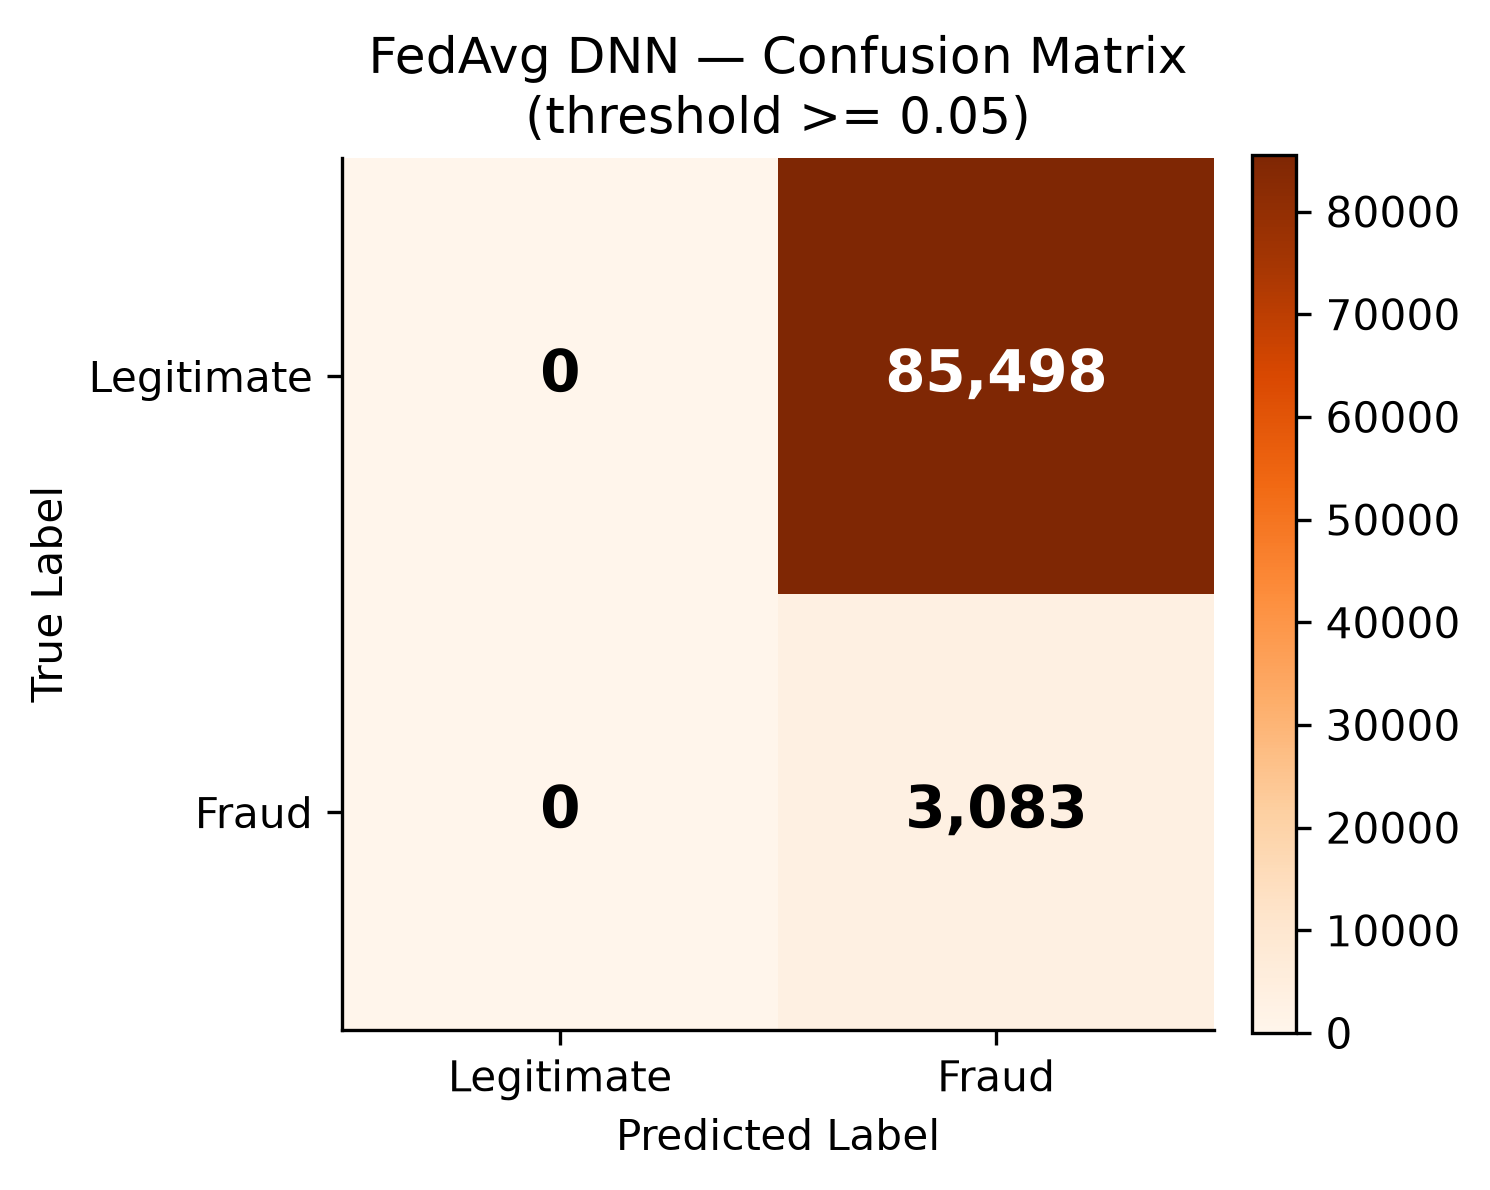 FedAvg DNN — Confusion Matrix
(threshold >= 0.05)
True Label
Legitimate
Fraud
0
85,498
0
3,083
Legitimate
Fraud
Predicted Label
80000
70000
60000
50000
40000
30000
20000
10000
0